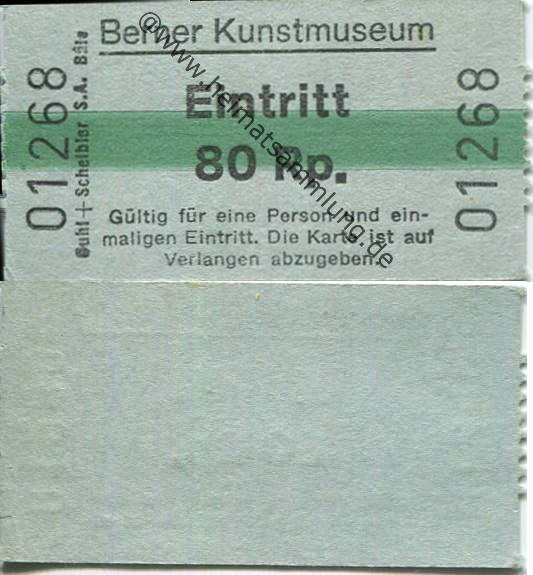 Berner Kunstmuseum
Eintritt
80 Rp.
Gültig für eine Person und ein-
maligen Eintritt. Die Karte ist auf
Verlangen abzugeben.
01268
Guhl + Scheibler S.A. Bâle
01268
@www.heimatsammlung.de